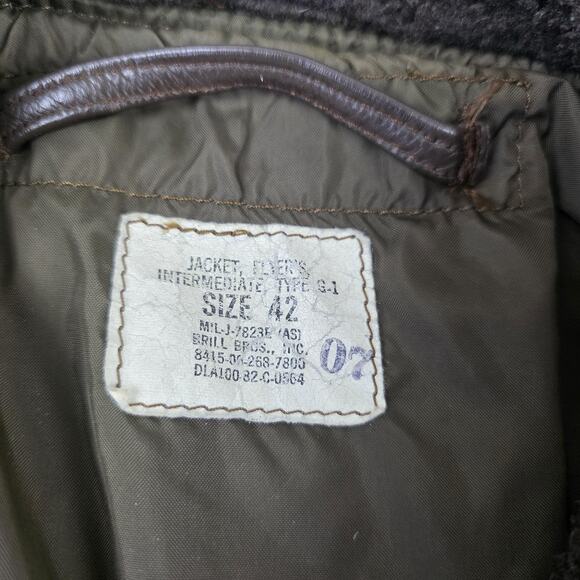 JACKET, FLYER'S,
INTERMEDIATE, TYPE G-1
SIZE 42
MIL-J-7823E (AS)
BRILL BROS., INC.
8415-00-268-7800
DLA100-82-C-0564
07